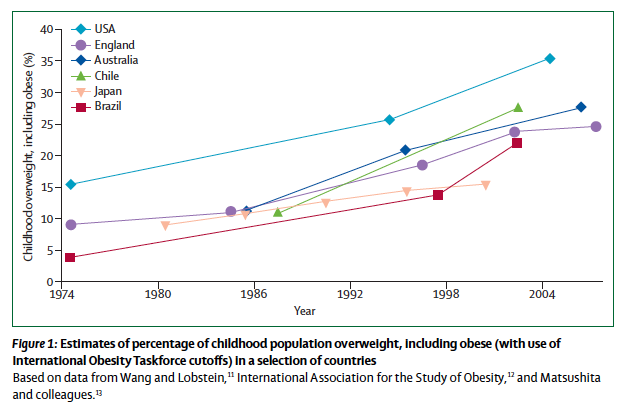 40
35
30
25
20
15
10
5
0
Childhood overweight, including obese (%)
USA
England
Australia
Chile
Japan
Brazil
1974
1980
1986
1992
1998
2004
Year
Figure 1: Estimates of percentage of childhood population overweight, including obese (with use of
International Obesity Taskforce cutoffs) in a selection of countries
Based on data from Wang and Lobstein,¹¹ International Association for the Study of Obesity,¹² and Matsushita
and colleagues.¹³